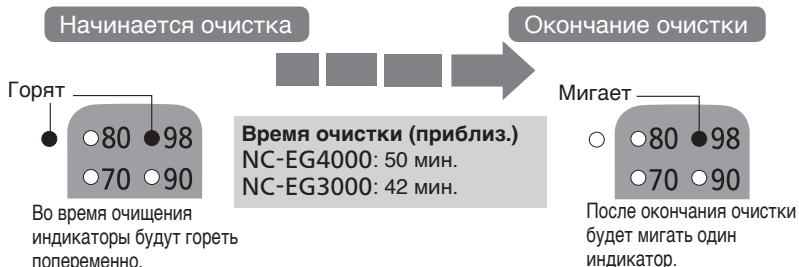 Начинается очистка
Окончание очистки
Горят
80 98
70 90
Во время очищения
индикаторы будут гореть
попеременно.
Время очистки (приблиз.)
NC-EG4000: 50 мин.
NC-EG3000: 42 мин.
Мигает
80 98
70 90
После окончания очистки
будет мигать один
индикатор.